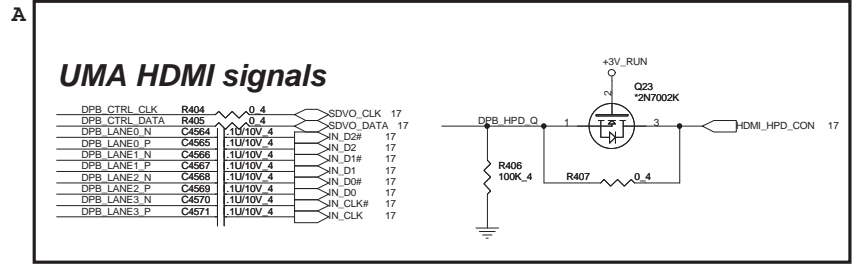 A
UMA HDMI signals
DPB_CTRL_CLK R404 0_4 SDVO_CLK 17
DPB_CTRL_DATA R405 0_4 SDVO_DATA 17
DPB_LANE0_N C4564 .1U/10V_4 IN_D2# 17
DPB_LANE0_P C4565 .1U/10V_4 IN_D2 17
DPB_LANE1_N C4566 .1U/10V_4 IN_D1# 17
DPB_LANE1_P C4567 .1U/10V_4 IN_D1 17
DPB_LANE2_N C4568 .1U/10V_4 IN_D0# 17
DPB_LANE2_P C4569 .1U/10V_4 IN_D0 17
DPB_LANE3_N C4570 .1U/10V_4 IN_CLK# 17
DPB_LANE3_P C4571 .1U/10V_4 IN_CLK 17
+3V_RUN
Q23
*2N7002K
2
DPB_HPD_Q 1 3 HDMI_HPD_CON 17
R406
100K_4
R407 0_4